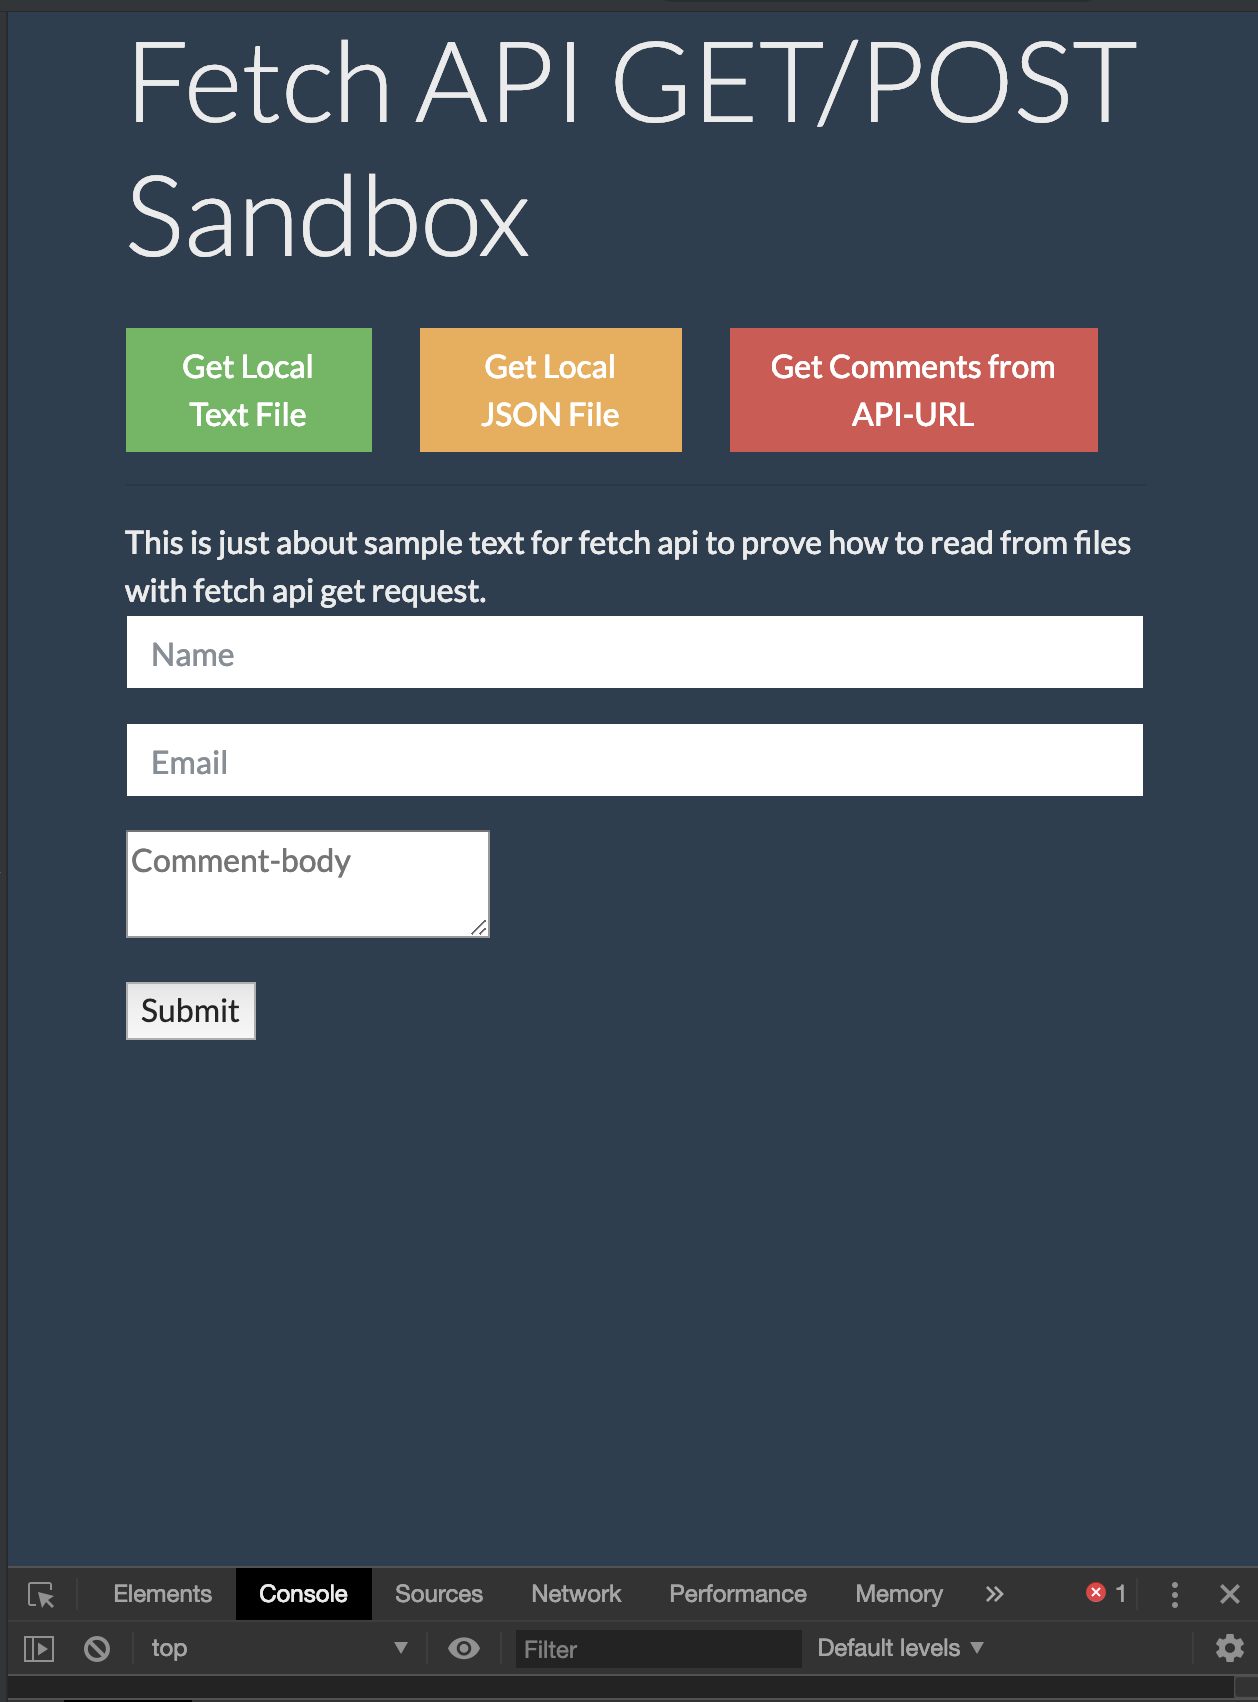 Fetch API GET/POST
Sandbox
Get Local
Text File
Get Local
JSON File
Get Comments from
API-URL
This is just about sample text for fetch api to prove how to read from files
with fetch api get request.
Name
Email
Comment-body
Submit
Elements Console Sources Network Performance Memory » 1
top Filter Default levels